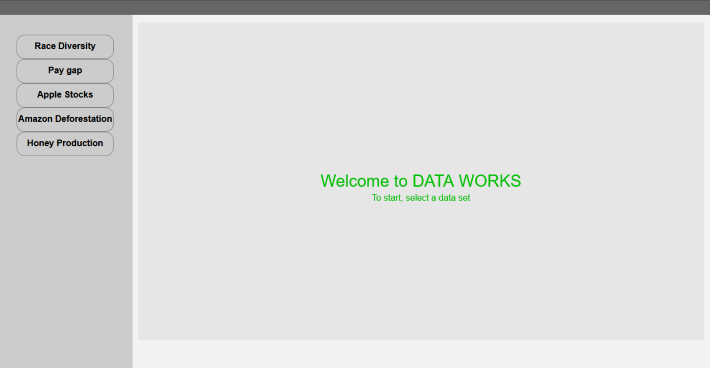 Race Diversity
Pay gap
Apple Stocks
Amazon Deforestation
Honey Production
Welcome to DATA WORKS
To start, select a data set